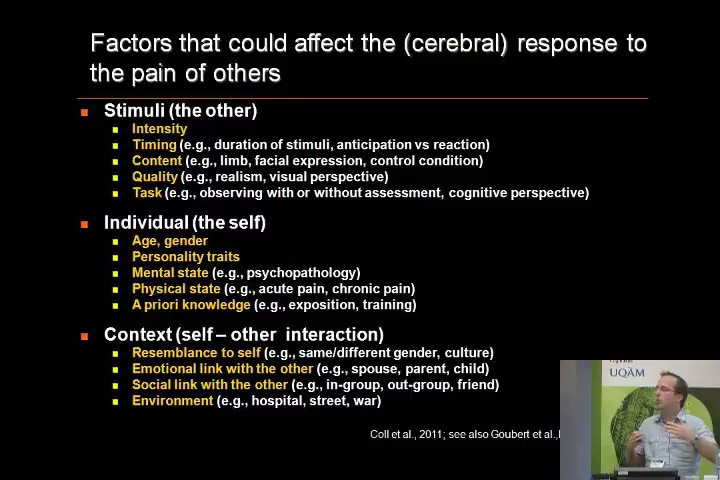 Factors that could affect the (cerebral) response to
the pain of others
Stimuli (the other)
Intensity
Timing (e.g., duration of stimuli, anticipation vs reaction)
Content (e.g., limb, facial expression, control condition)
Quality (e.g., realism, visual perspective)
Task (e.g., observing with or without assessment, cognitive perspective)
Individual (the self)
Age, gender
Personality traits
Mental state (e.g., psychopathology)
Physical state (e.g., acute pain, chronic pain)
A priori knowledge (e.g., exposition, training)
Context (self – other interaction)
Resemblance to self (e.g., same/different gender, culture)
Emotional link with the other (e.g., spouse, parent, child)
Social link with the other (e.g., in-group, out-group, friend)
Environment (e.g., hospital, street, war)
Coll et al., 2011; see also Goubert et al.,
UQÀM